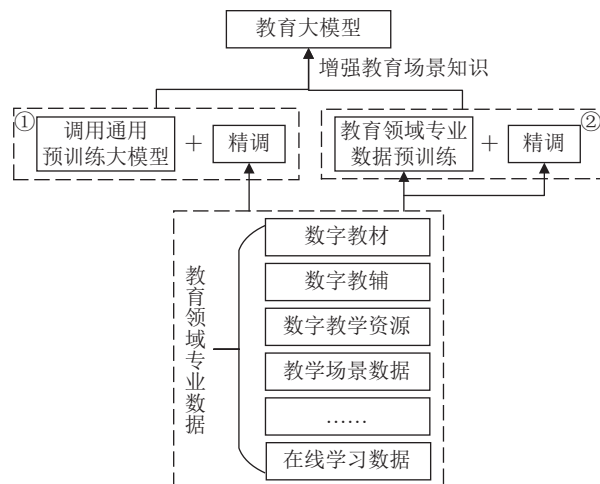 教育大模型
增强教育场景知识
①
调用通用
预训练大模型
+
精调
教育领域专业
数据预训练
+
精调
②
教育领域专业数据
数字教材
数字教辅
数字教学资源
教学场景数据
……
在线学习数据